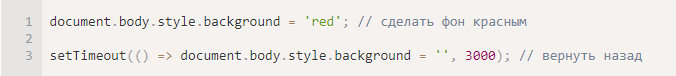 1 document.body.style.background = 'red'; // сделать фон красным
2
3 setTimeout(() => document.body.style.background = '', 3000); // вернуть назад